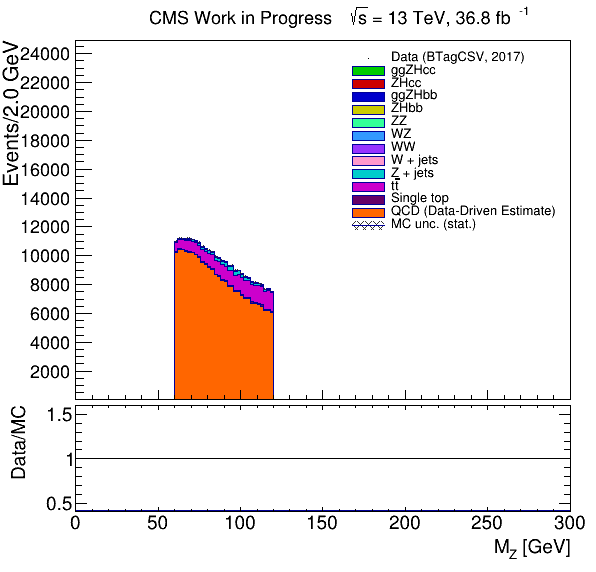 CMS Work in Progress √s = 13 TeV, 36.8 fb -1
Events/2.0 GeV
24000
22000
20000
18000
16000
14000
12000
10000
8000
6000
4000
2000
Data (BTagCSV, 2017)
ggZHcc
ZHcc
ggZHbb
ZHbb
ZZ
WZ
WW
W + jets
Z + jets
tt̅
Single top
QCD (Data-Driven Estimate)
MC unc. (stat.)
Data/MC
1.5
1
0.5
0 50 100 150 200 250 300
M_Z [GeV]